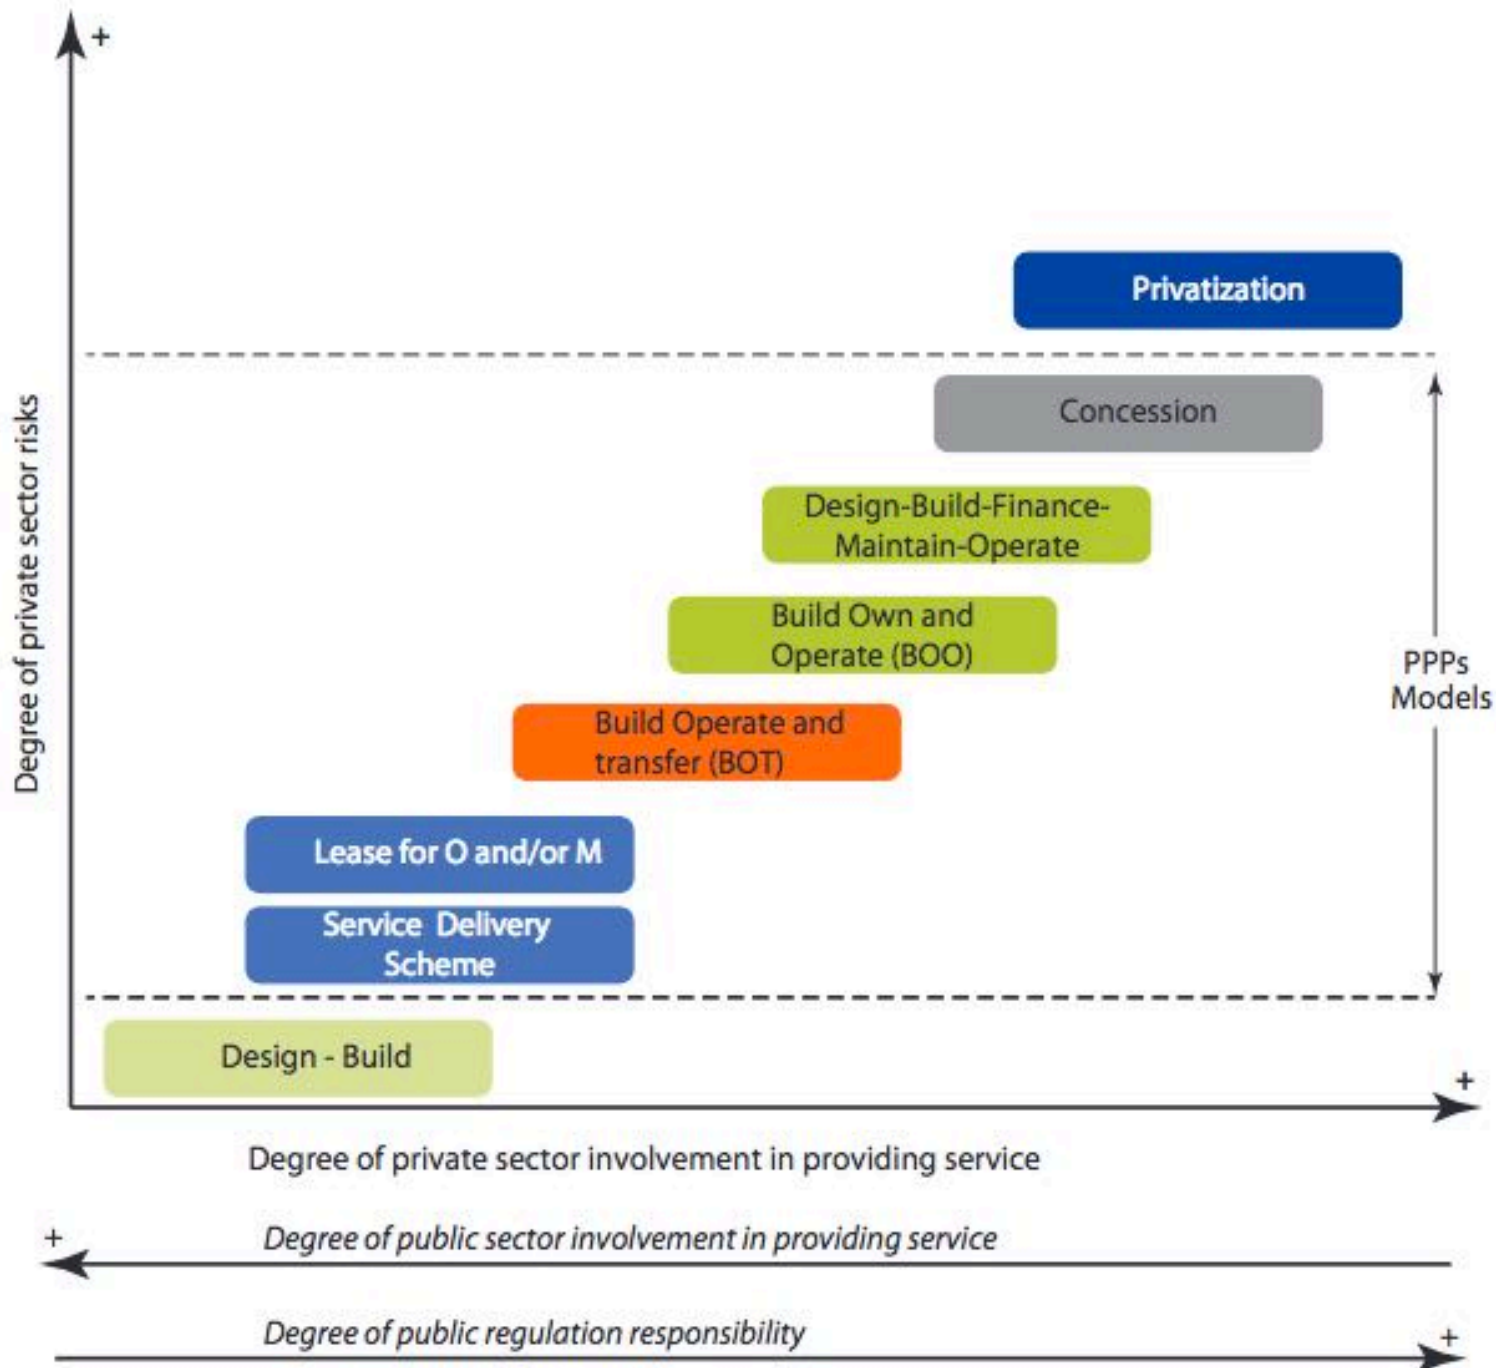 +
Privatization
Concession
Design-Build-Finance-
Maintain-Operate
Build Own and
Operate (BOO)
PPPs
Models
Build Operate and
transfer (BOT)
Lease for O and/or M
Service Delivery
Scheme
Design - Build
Degree of private sector risks
+
Degree of private sector involvement in providing service
+
Degree of public sector involvement in providing service
Degree of public regulation responsibility
+